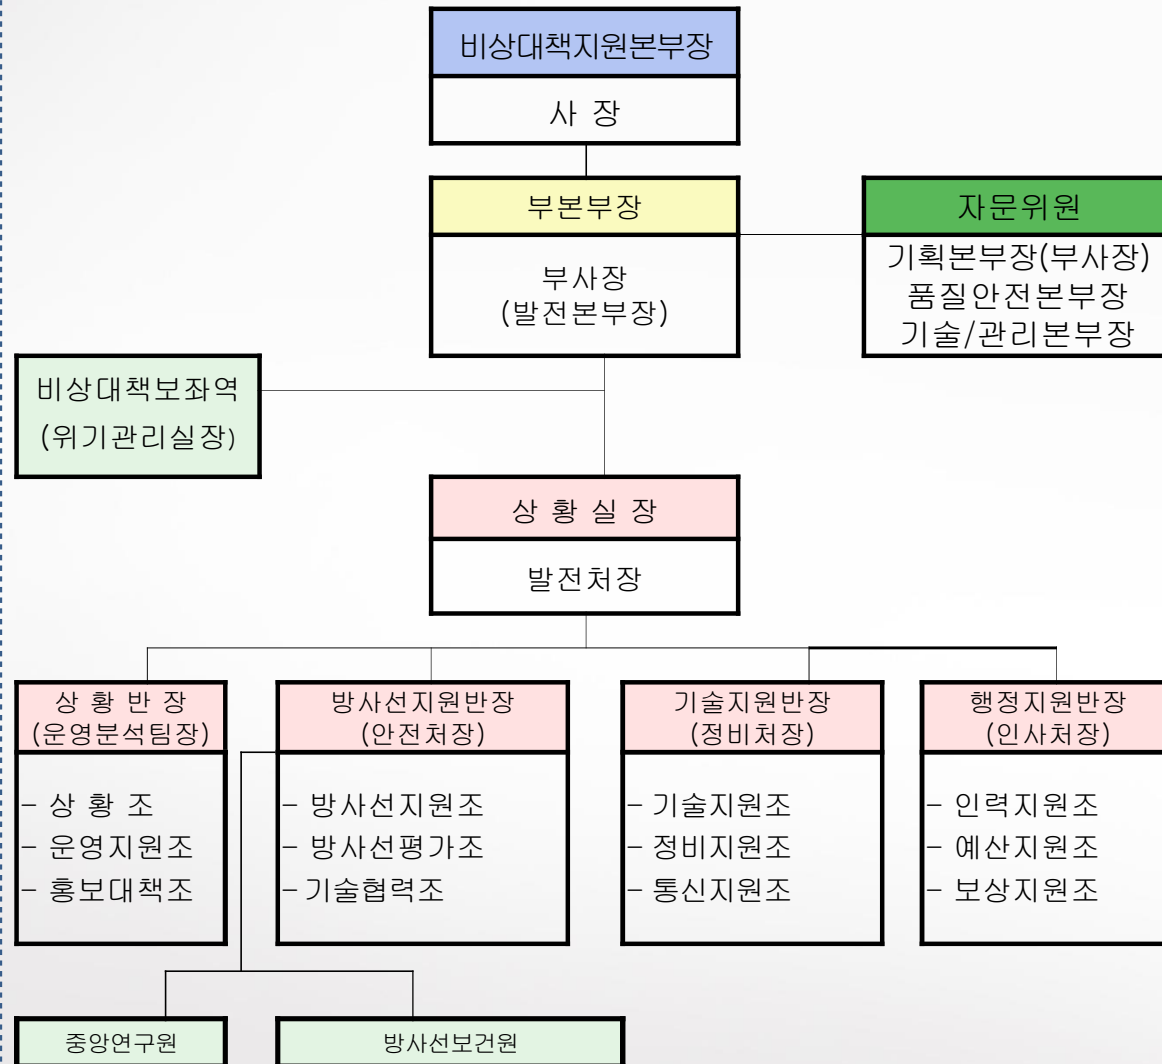 비상대책지원본부장
사 장
부본부장
부사장
(발전본부장)
자문위원
기획본부장(부사장)
품질안전본부장
기술/관리본부장
비상대책보좌역
(위기관리실장)
상 황 실 장
발전처장
상 황 반 장
(운영분석팀장)
- 상 황 조
- 운영지원조
- 홍보대책조
방사선지원반장
(안전처장)
- 방사선지원조
- 방사선평가조
- 기술협력조
기술지원반장
(정비처장)
- 기술지원조
- 정비지원조
- 통신지원조
행정지원반장
(인사처장)
- 인력지원조
- 예산지원조
- 보상지원조
중앙연구원
방사선보건원